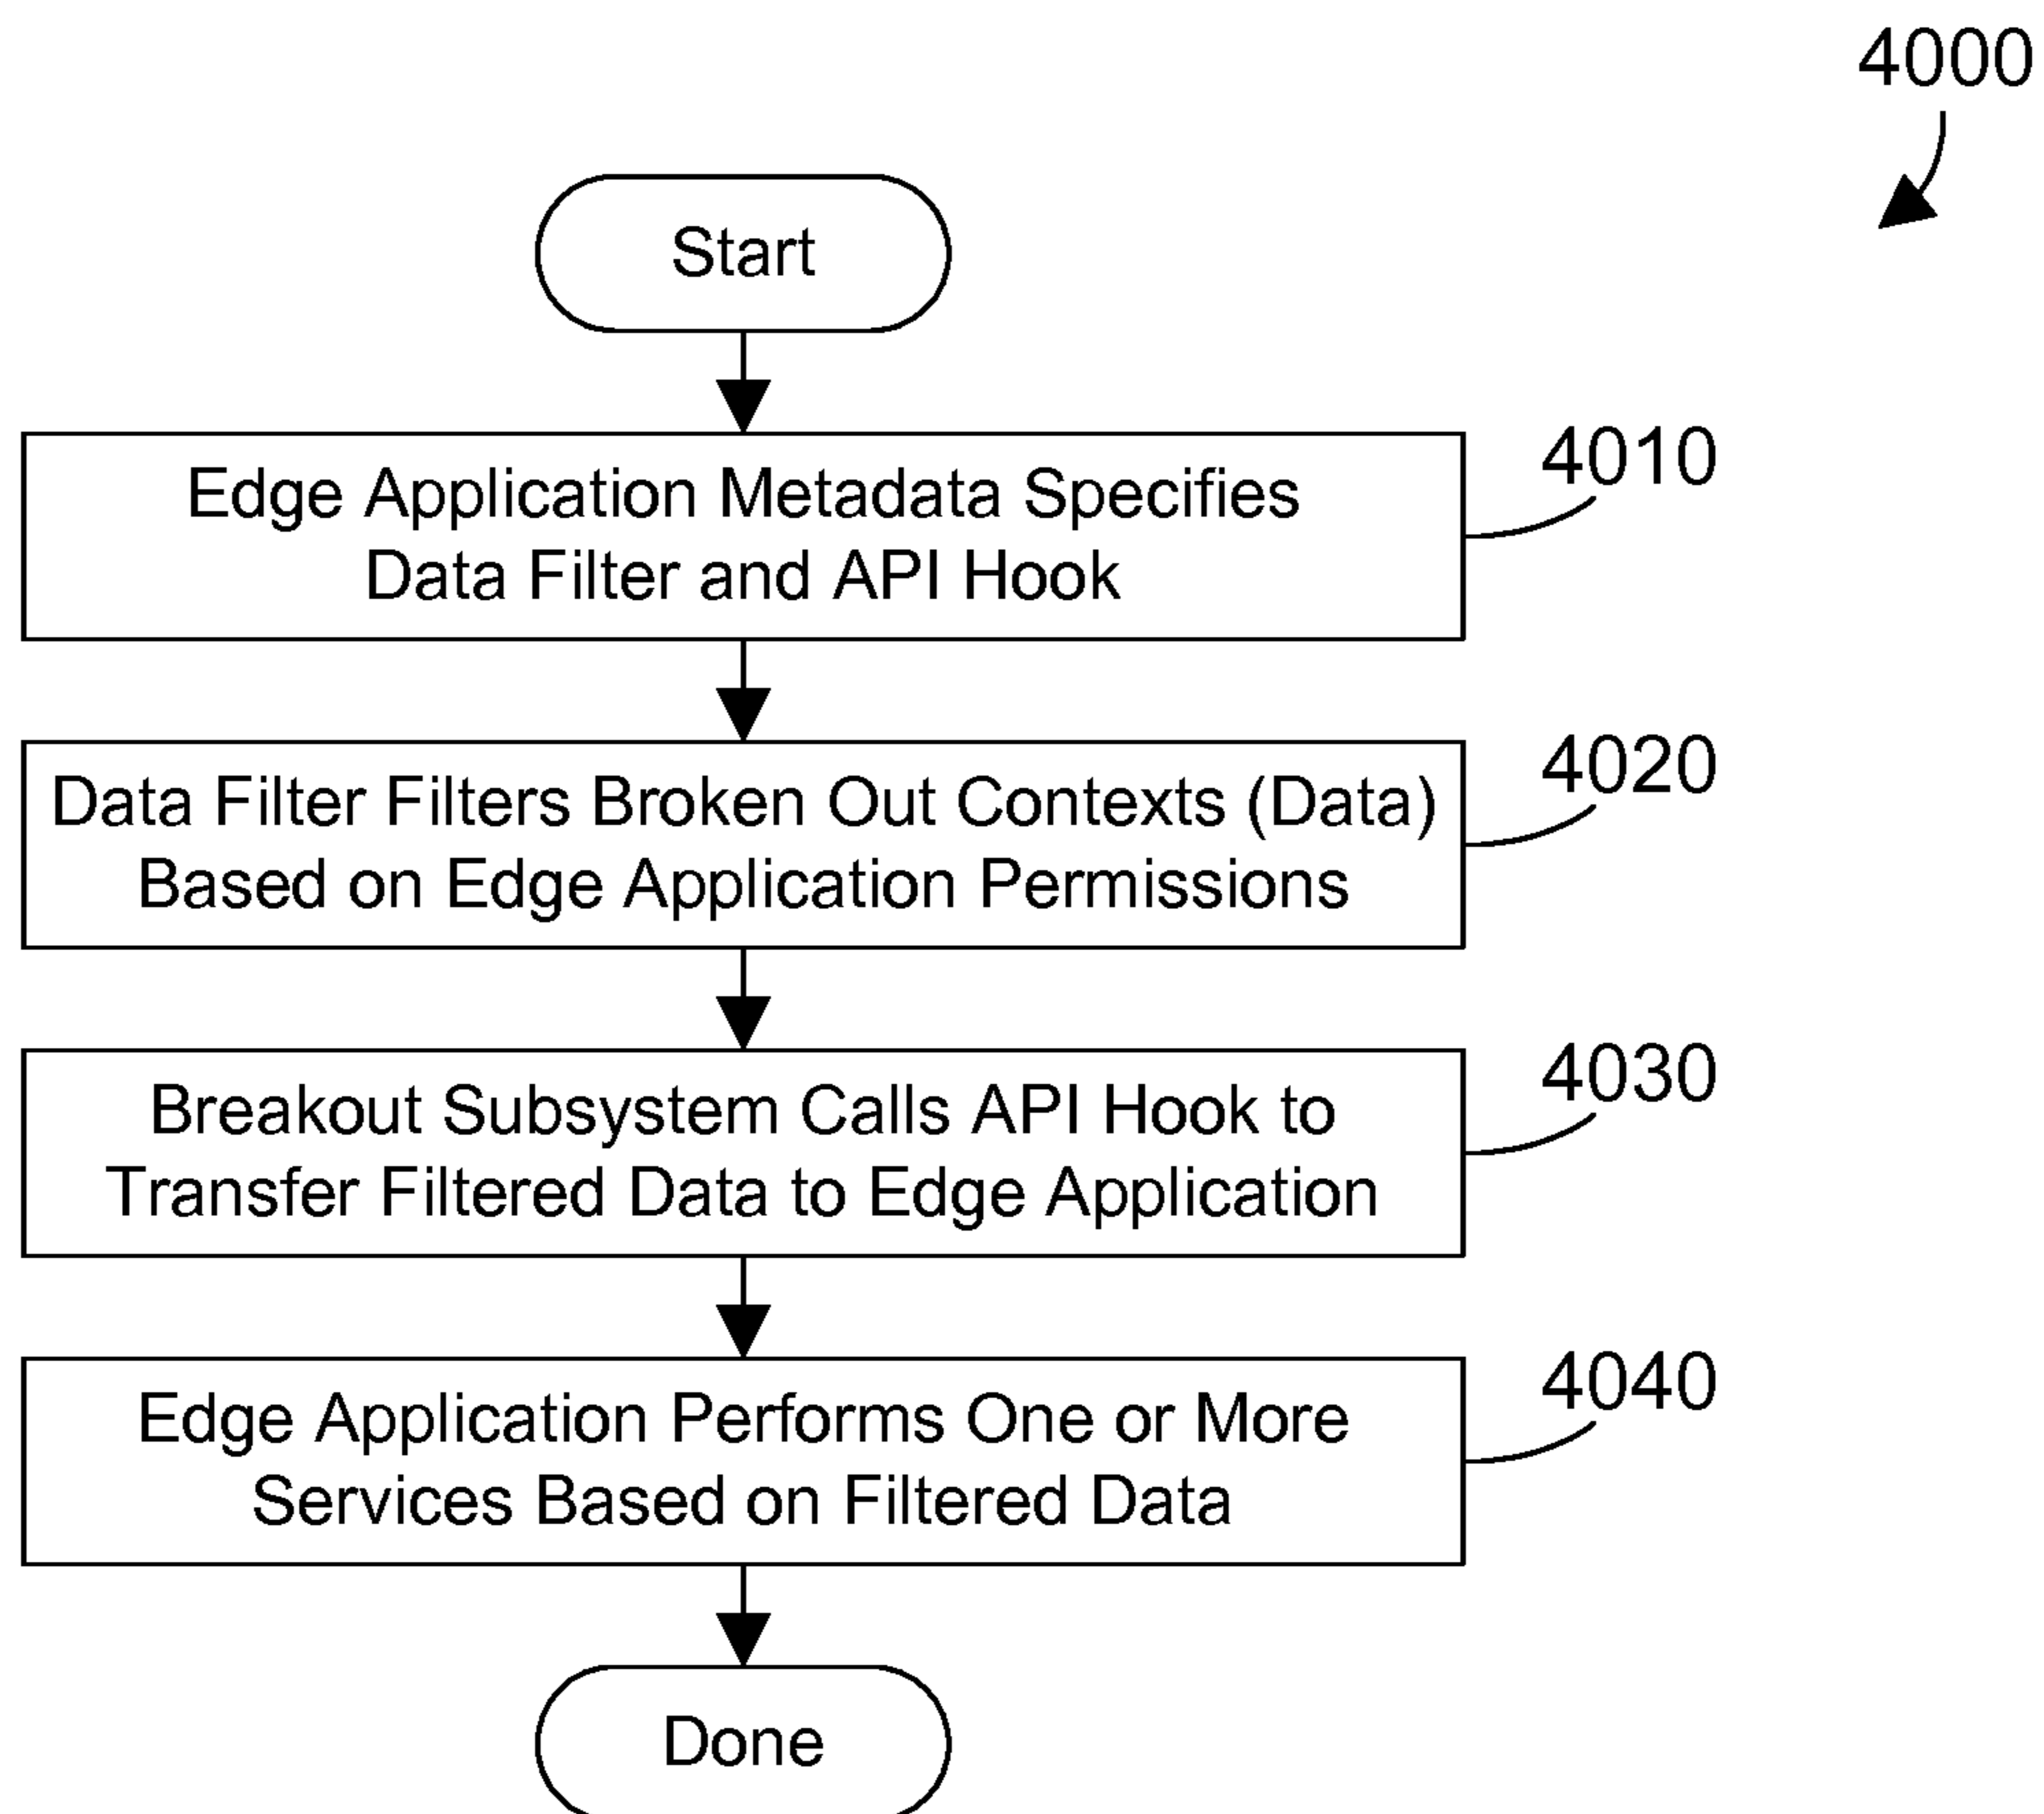 4000
Start
Edge Application Metadata Specifies
Data Filter and API Hook
4010
Data Filter Filters Broken Out Contexts (Data)
Based on Edge Application Permissions
4020
Breakout Subsystem Calls API Hook to
Transfer Filtered Data to Edge Application
4030
Edge Application Performs One or More
Services Based on Filtered Data
4040
Done